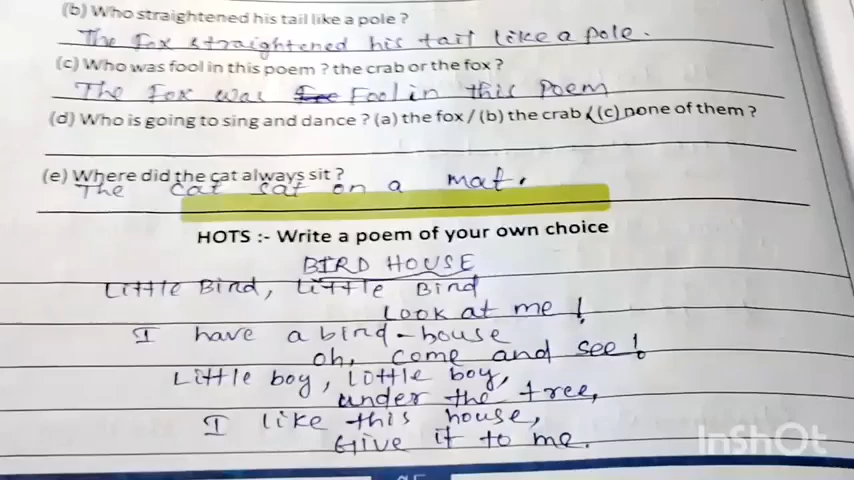 (b) Who straightened his tail like a pole ?
The Fox straightened his tail like a pole.
(c) Who was fool in this poem ? the crab or the fox ?
The Fox was Fool in this Poem
(d) Who is going to sing and dance ? (a) the fox / (b) the crab / (c) none of them ?
(e) Where did the cat always sit ?
The cat sat on a mat.
HOTS :- Write a poem of your own choice
BIRD HOUSE
Little Bird, Little Bird
Look at me !
I have a bird-house
oh, come and see !
Little boy, little boy,
under the tree,
I like this house,
Give it to me.
InShOt